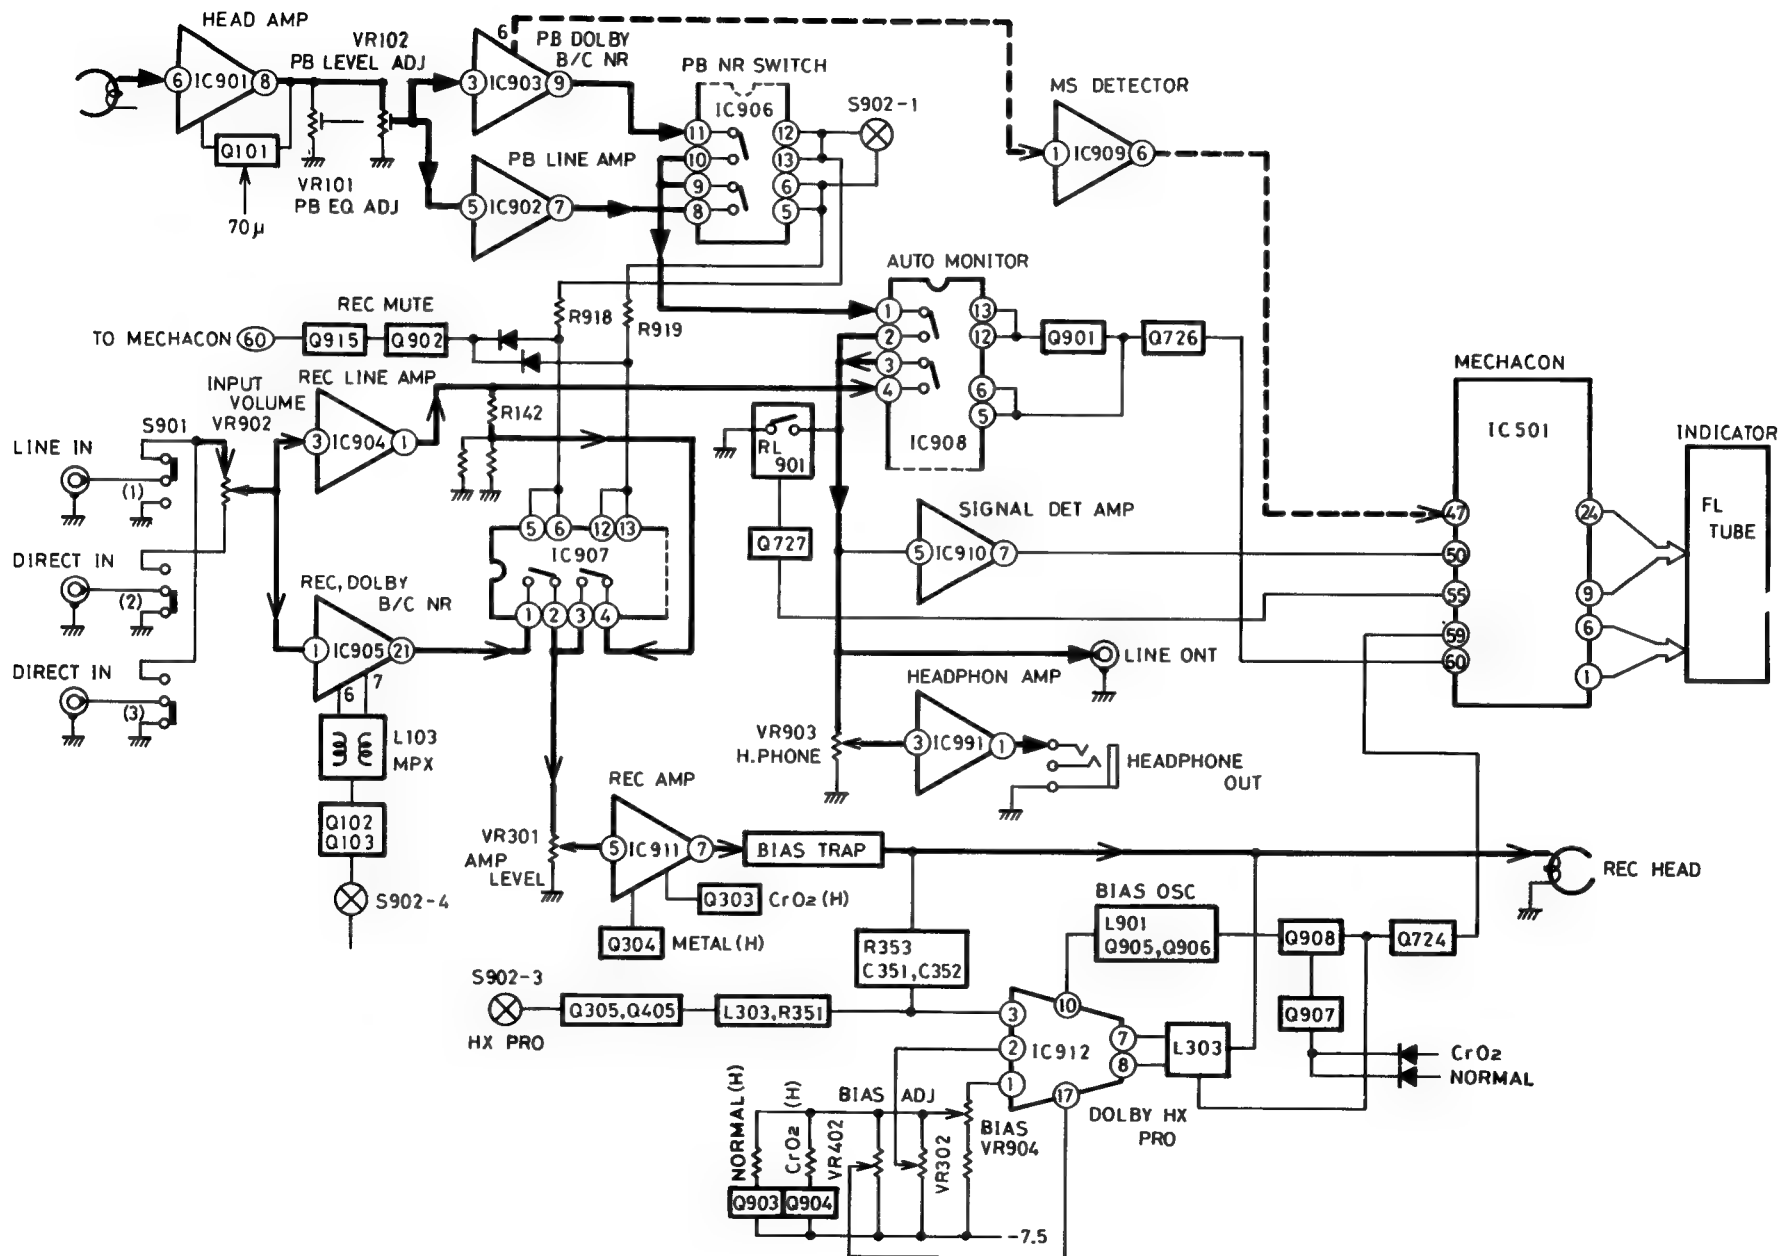 HEAD AMP
VR102
PB LEVEL ADJ
6
PB DOLBY
B/C NR
PB NR SWITCH
S902-1
MS DETECTOR
6 IC901 8
3 IC903 9
IC906
11
10
9
8
12
13
6
5
1 IC909 6
Q101
VR101
PB EQ ADJ
70µ
PB LINE AMP
5 IC902 7
AUTO MONITOR
REC MUTE
R918
R919
TO MECHACON 60
Q915
Q902
1
2
3
4
13
12
6
5
IC908
Q901
Q726
MECHACON
IC501
INDICATOR
FL
TUBE
INPUT
VOLUME
VR902
REC LINE AMP
3 IC904 1
R142
S901
LINE IN
(1)
DIRECT IN
(2)
DIRECT IN
(3)
RL
901
Q727
SIGNAL DET AMP
5 IC910 7
47
50
55
59
60
24
9
6
1
5 6 12 13
IC907
1 2 3 4
REC, DOLBY
B/C NR
1 IC905 21
6 7
L103
MPX
Q102
Q103
S902-4
LINE ONT
HEADPHON AMP
VR903
H.PHONE
3 IC991 1
HEADPHONE
OUT
REC AMP
VR301
AMP
LEVEL
5 IC911 7
BIAS TRAP
Q303 CrO2(H)
Q304 METAL(H)
REC HEAD
BIAS OSC
L901
Q905,Q906
Q908
Q724
Q907
CrO2
NORMAL
R353
C351,C352
S902-3
HX PRO
Q305,Q405
L303,R351
3
2
1
10
7
8
17
IC912
L303
DOLBY HX
PRO
BIAS ADJ
BIAS
VR904
NORMAL(H)
CrO2 (H)
VR402
VR302
Q903
Q904
-7.5